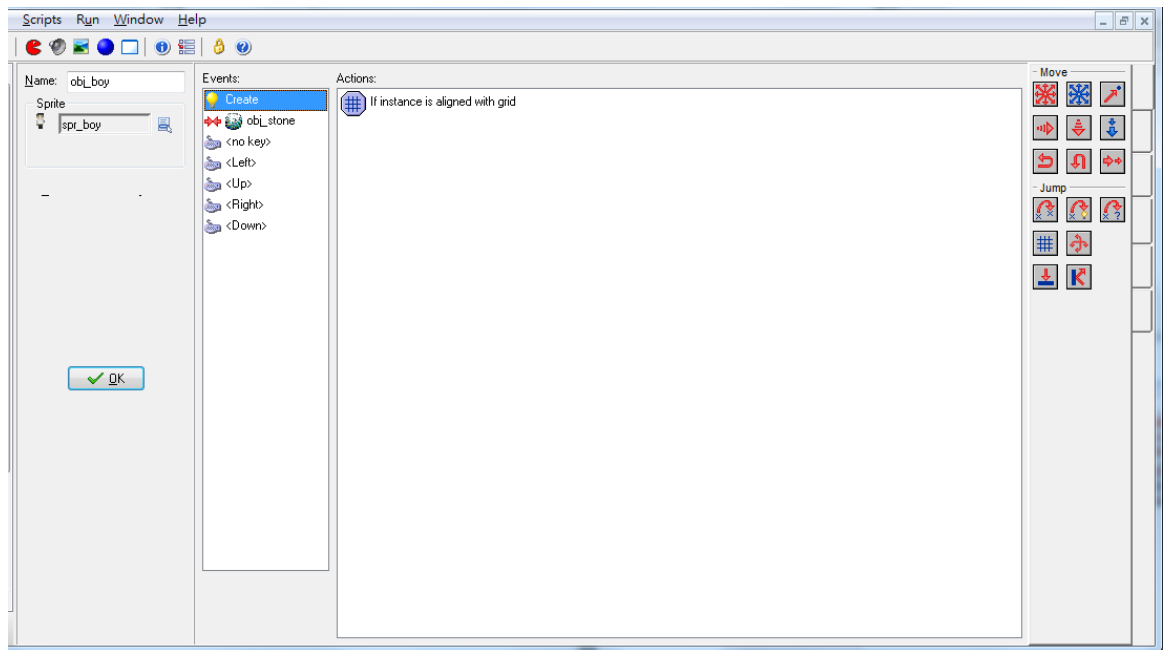 Scripts Run Window Help
Name: obj_boy
Sprite
spr_boy
OK
Events:
Create
obj_stone
<no key>
<Left>
<Up>
<Right>
<Down>
Actions:
If instance is aligned with grid
Move
Jump